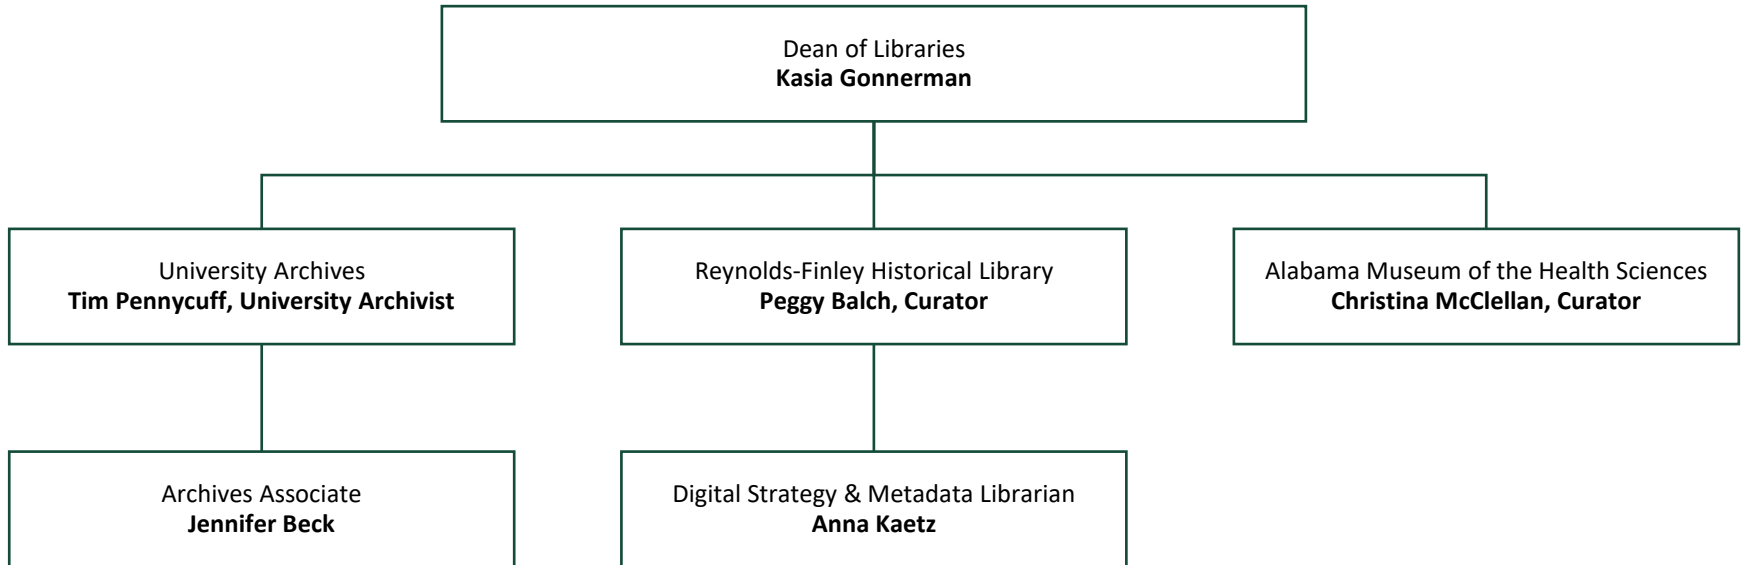 Dean of Libraries
Kasia Gonnerman
University Archives
Tim Pennycuff, University Archivist
Reynolds-Finley Historical Library
Peggy Balch, Curator
Alabama Museum of the Health Sciences
Christina McClellan, Curator
Archives Associate
Jennifer Beck
Digital Strategy & Metadata Librarian
Anna Kaetz